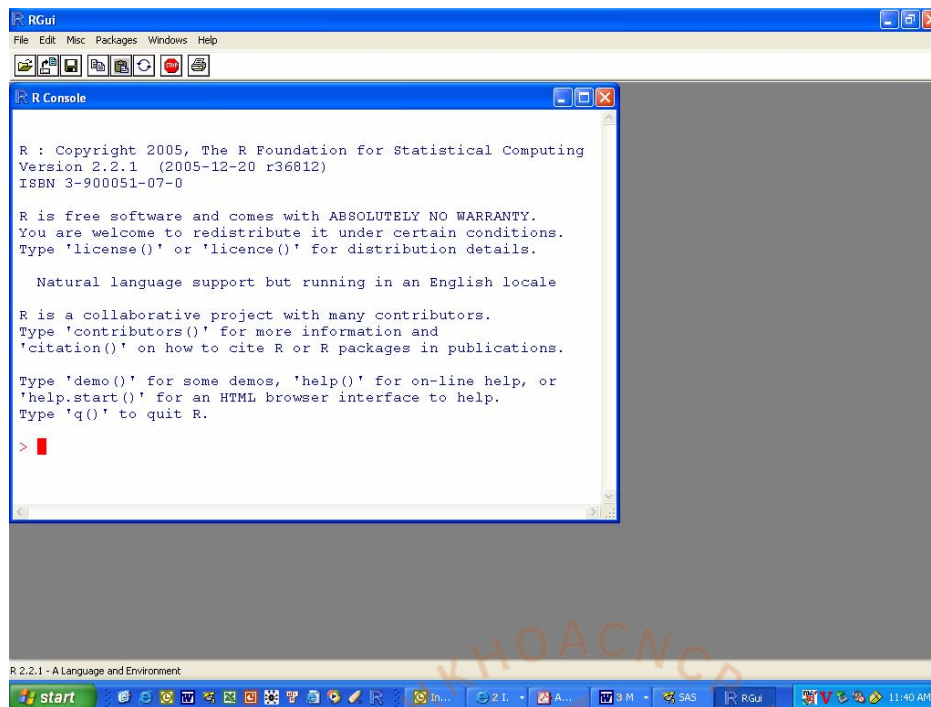 RGui
File Edit Misc Packages Windows Help
STOP
R Console
R : Copyright 2005, The R Foundation for Statistical Computing
Version 2.2.1 (2005-12-20 r36812)
ISBN 3-900051-07-0
R is free software and comes with ABSOLUTELY NO WARRANTY.
You are welcome to redistribute it under certain conditions.
Type 'license()' or 'licence()' for distribution details.
Natural language support but running in an English locale
R is a collaborative project with many contributors.
Type 'contributors()' for more information and
'citation()' on how to cite R or R packages in publications.
Type 'demo()' for some demos, 'help()' for on-line help, or
'help.start()' for an HTML browser interface to help.
Type 'q()' to quit R.
>
KHOACNCP
R 2.2.1 - A Language and Environment
start In... 2 I. A... 3 M SAS RGui 11:40 AM